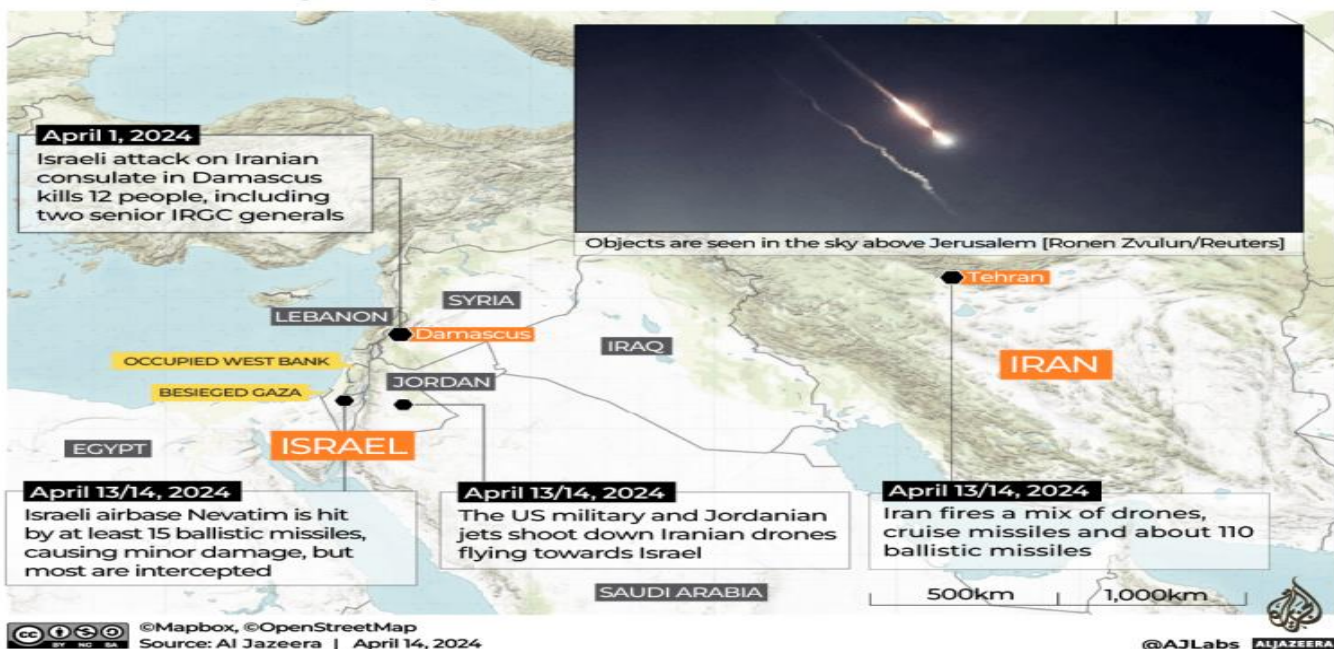 April 1, 2024
Israeli attack on Iranian
consulate in Damascus
kills 12 people, including
two senior IRGC generals
Objects are seen in the sky above Jerusalem [Ronen Zvulun/Reuters]
Tehran
SYRIA
LEBANON
Damascus
IRAQ
OCCUPIED WEST BANK
IRAN
JORDAN
BESIEGED GAZA
ISRAEL
EGYPT
April 13/14, 2024
Israeli airbase Nevatim is hit
by at least 15 ballistic missiles,
causing minor damage, but
most are intercepted
April 13/14, 2024
The US military and Jordanian
jets shoot down Iranian drones
flying towards Israel
April 13/14, 2024
Iran fires a mix of drones,
cruise missiles and about 110
ballistic missiles
SAUDI ARABIA
500km
1,000km
cc BY NC SA
©Mapbox, ©OpenStreetMap
Source: Al Jazeera | April 14, 2024
@AJLabs
ALJAZEERA